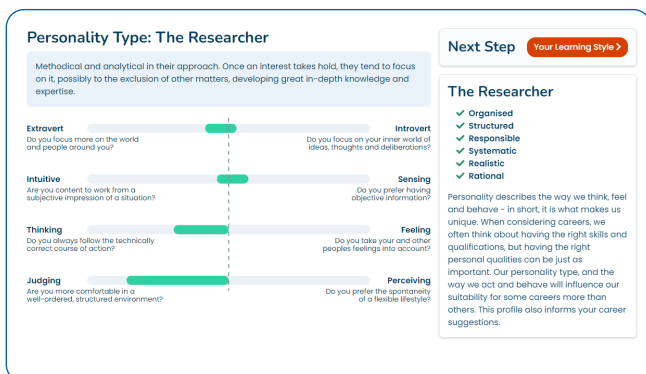 Personality Type: The Researcher
Methodical and analytical in their approach. Once an interest takes hold, they tend to focus
on it, possibly to the exclusion of other matters, developing great in-depth knowledge and
expertise.
Extravert
Do you focus more on the world
and people around you?
Introvert
Do you focus on your inner world of
ideas, thoughts and deliberations?
Intuitive
Are you content to work from a
subjective impression of a situation?
Sensing
Do you prefer having
objective information?
Thinking
Do you always follow the technically
correct course of action?
Feeling
Do you take your and other
peoples feelings into account?
Judging
Are you more comfortable in a
well-ordered, structured environment?
Perceiving
Do you prefer the spontaneity
of a flexible lifestyle?
Next Step
Your Learning Style
The Researcher
Organised
Structured
Responsible
Systematic
Realistic
Rational
Personality describes the way we think, feel
and behave - in short, it is what makes us
unique. When considering careers, we
often think about having the right skills and
qualifications, but having the right
personal qualities can be just as
important. Our personality type, and the
way we act and behave will influence our
suitability for some careers more than
others. This profile also informs your career
suggestions.